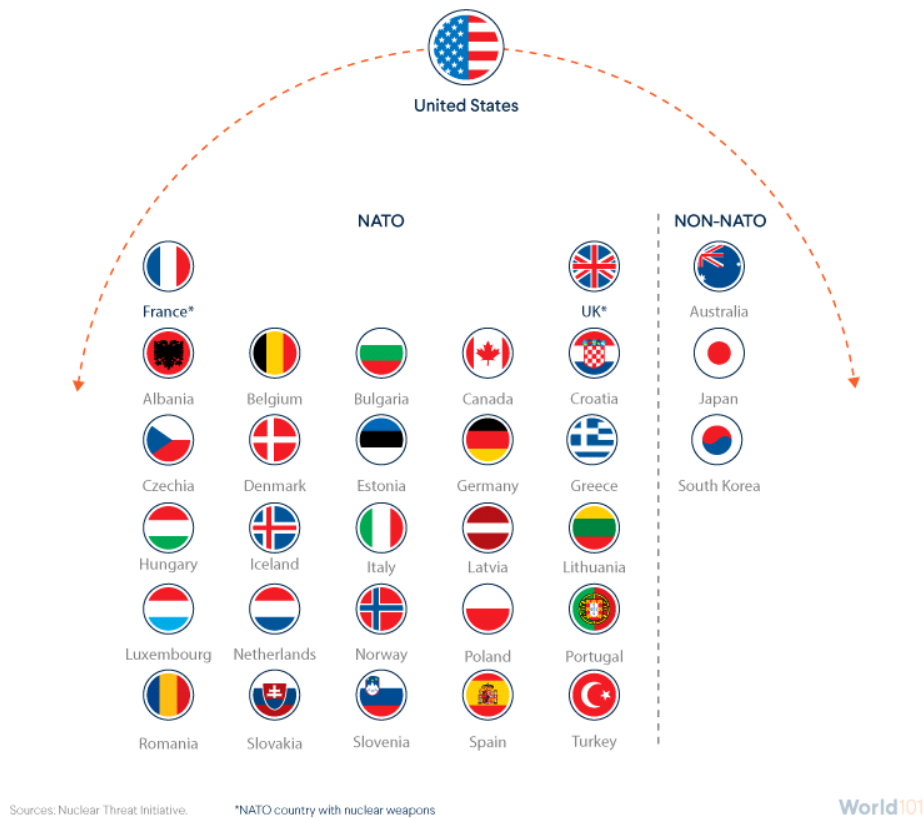 United States
NATO
NON-NATO
France*
UK*
Australia
Albania
Belgium
Bulgaria
Canada
Croatia
Japan
Czechia
Denmark
Estonia
Germany
Greece
South Korea
Hungary
Iceland
Italy
Latvia
Lithuania
Luxembourg
Netherlands
Norway
Poland
Portugal
Romania
Slovakia
Slovenia
Spain
Turkey
Sources: Nuclear Threat Initiative.
*NATO country with nuclear weapons
World101